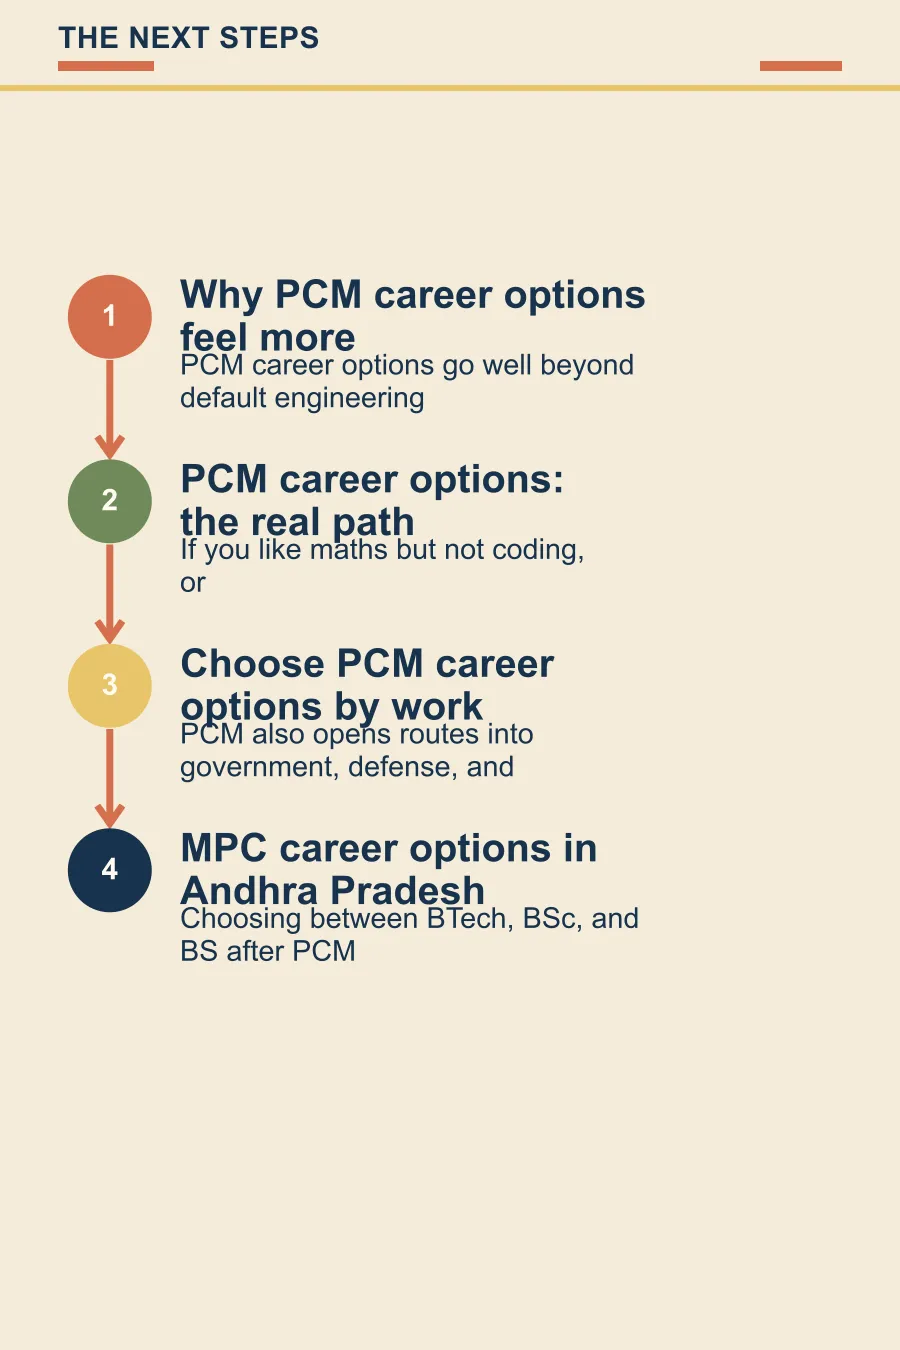 THE NEXT STEPS
1
Why PCM career options
feel more
PCM career options go well beyond
default engineering
2
PCM career options:
the real path
If you like maths but not coding,
or
3
Choose PCM career
options by work
PCM also opens routes into
government, defense, and
4
MPC career options in
Andhra Pradesh
Choosing between BTech, BSc, and
BS after PCM